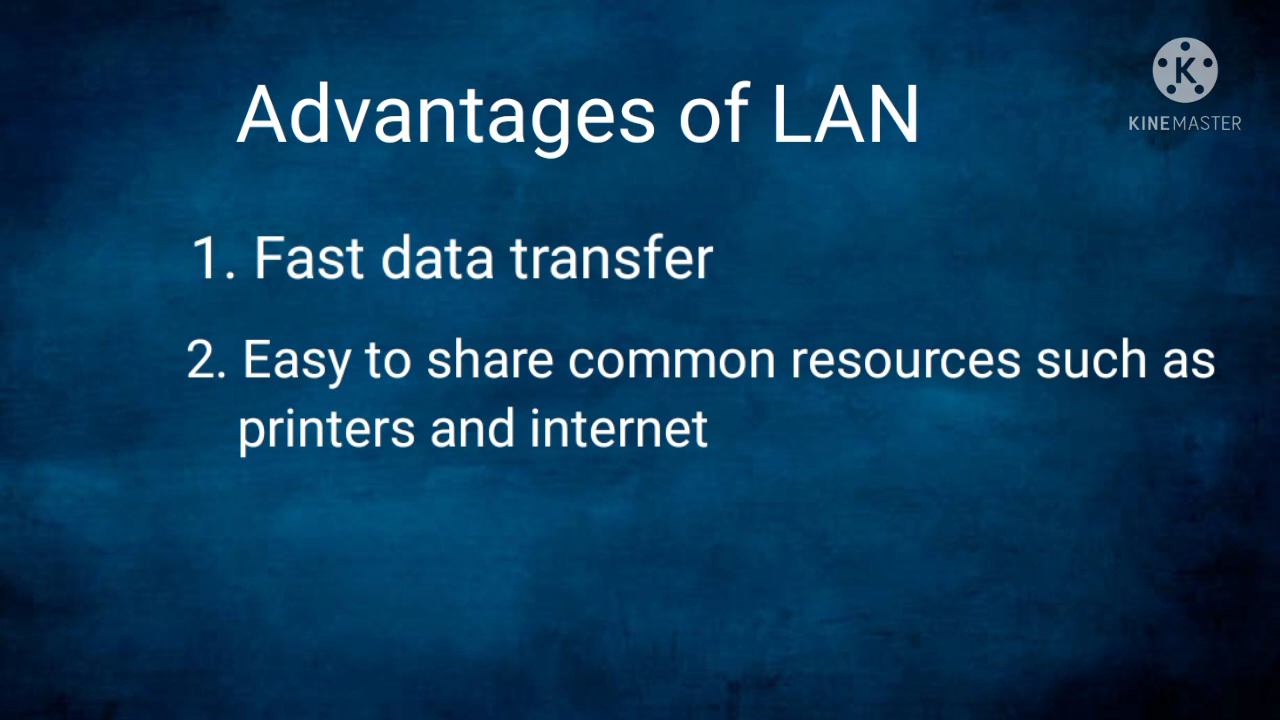 Advantages of LAN
K
KINEMASTER
1. Fast data transfer
2. Easy to share common resources such as
printers and internet